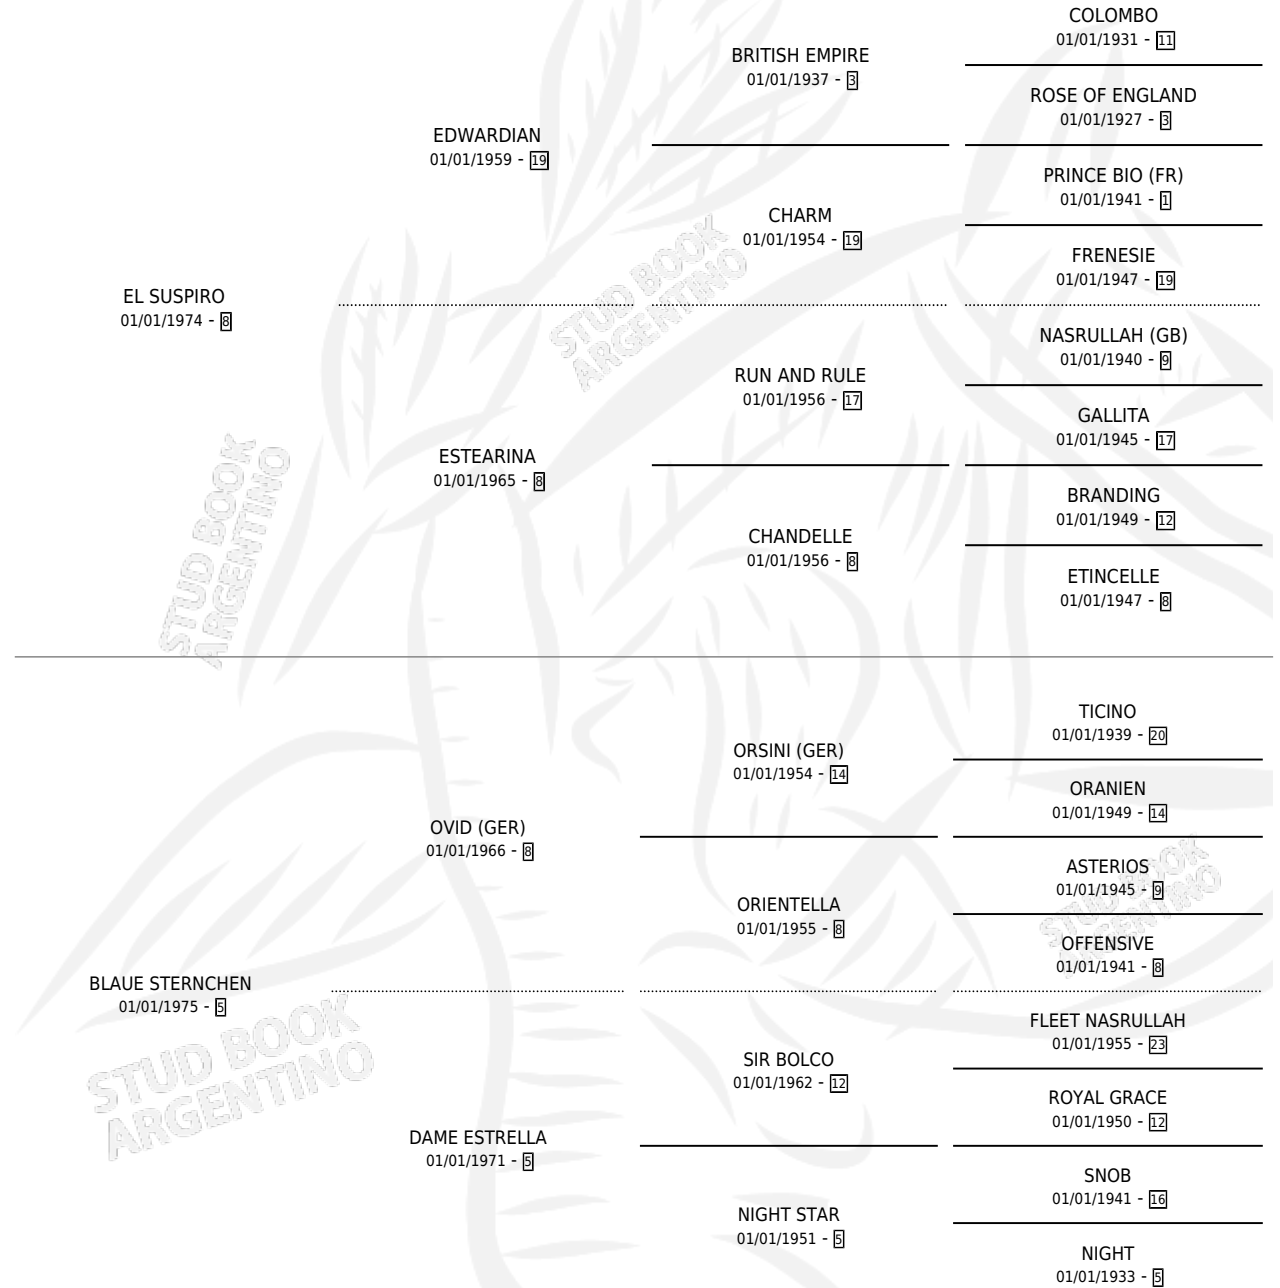 COLOMBO
01/01/1931 - 11
BRITISH EMPIRE
01/01/1937 - 3
ROSE OF ENGLAND
01/01/1927 - 3
EDWARDIAN
01/01/1959 - 19
PRINCE BIO (FR)
01/01/1941 - 1
CHARM
01/01/1954 - 19
FRENESIE
01/01/1947 - 19
EL SUSPIRO
01/01/1974 - 8
NASRULLAH (GB)
01/01/1940 - 9
RUN AND RULE
01/01/1956 - 17
GALLITA
01/01/1945 - 17
ESTEARINA
01/01/1965 - 8
BRANDING
01/01/1949 - 12
CHANDELLE
01/01/1956 - 8
ETINCELLE
01/01/1947 - 8
STUD BOOK
ARGENTINO
STUD BOOK
ARGENTINO
TICINO
01/01/1939 - 20
ORSINI (GER)
01/01/1954 - 14
ORANIEN
01/01/1949 - 14
OVID (GER)
01/01/1966 - 8
ASTERIOS
01/01/1945 - 9
ORIENTELLA
01/01/1955 - 8
OFFENSIVE
01/01/1941 - 8
BLAUE STERNCHEN
01/01/1975 - 5
FLEET NASRULLAH
01/01/1955 - 23
SIR BOLCO
01/01/1962 - 12
ROYAL GRACE
01/01/1950 - 12
DAME ESTRELLA
01/01/1971 - 5
SNOB
01/01/1941 - 16
NIGHT STAR
01/01/1951 - 5
NIGHT
01/01/1933 - 5
STUD BOOK
ARGENTINO
STUD BOOK
ARGENTINO